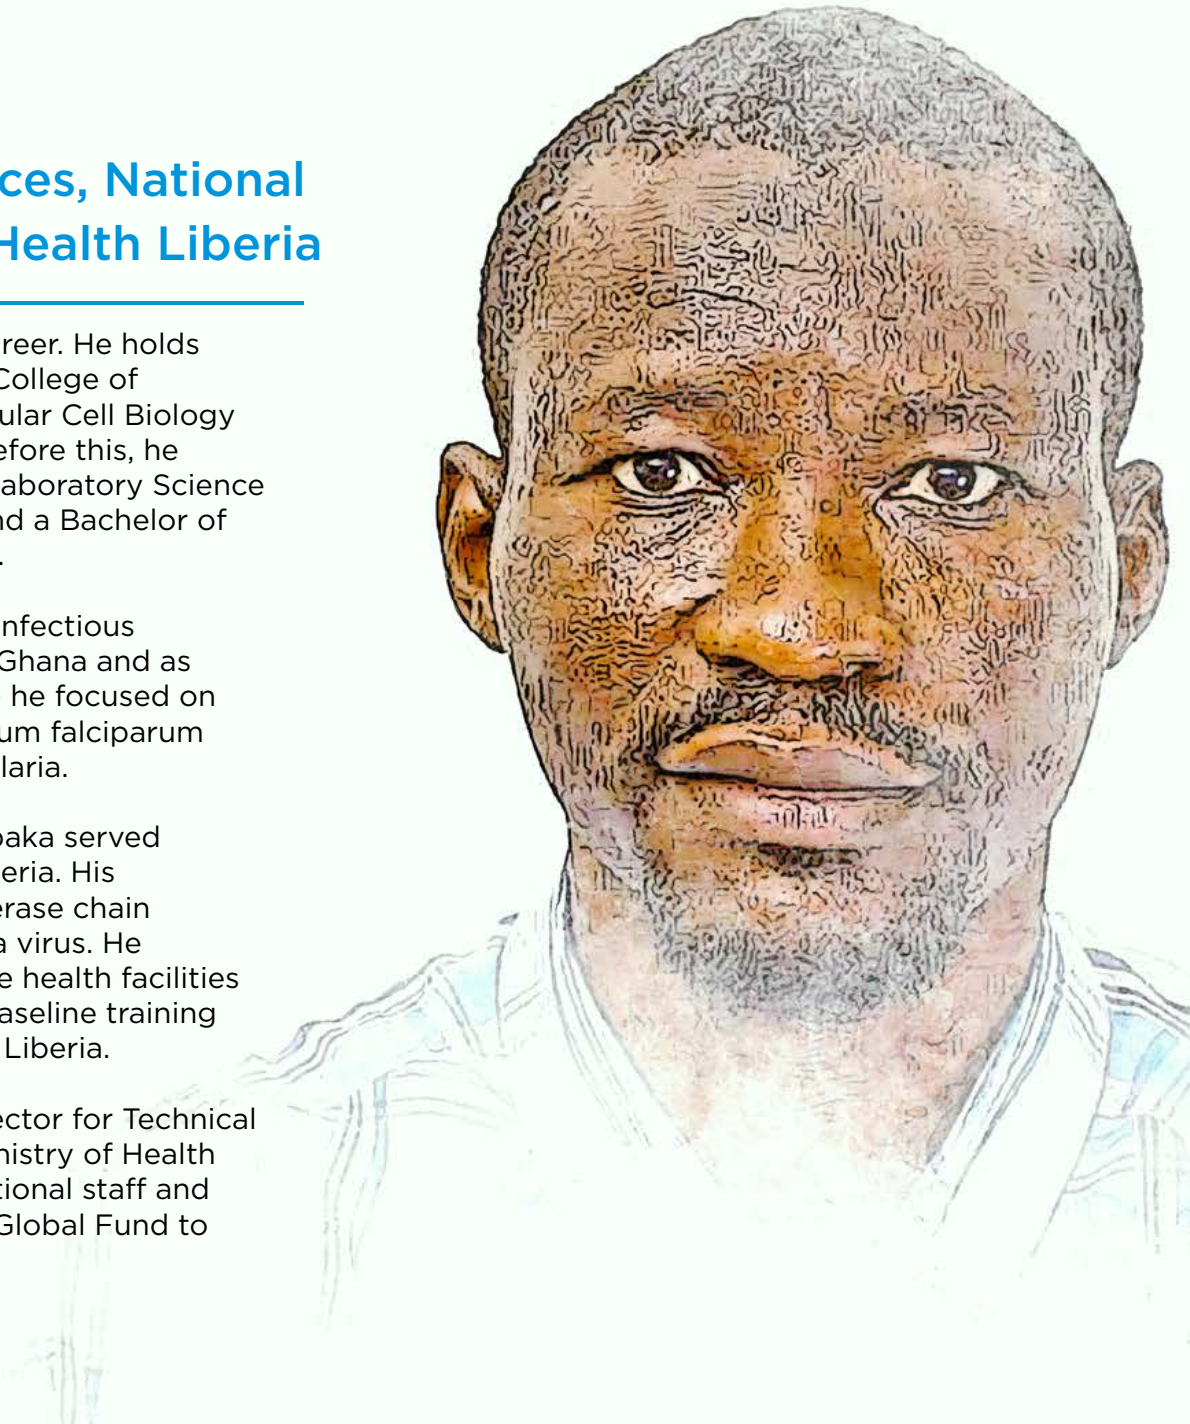 ces, National
Health Liberia
reer. He holds
College of
ular Cell Biology
efore this, he
aboratory Science
nd a Bachelor of
.
nfectious
Ghana and as
he focused on
um falciparum
laria.
baka served
eria. His
erase chain
a virus. He
e health facilities
aseline training
Liberia.
ector for Technical
nistry of Health
tional staff and
Global Fund to